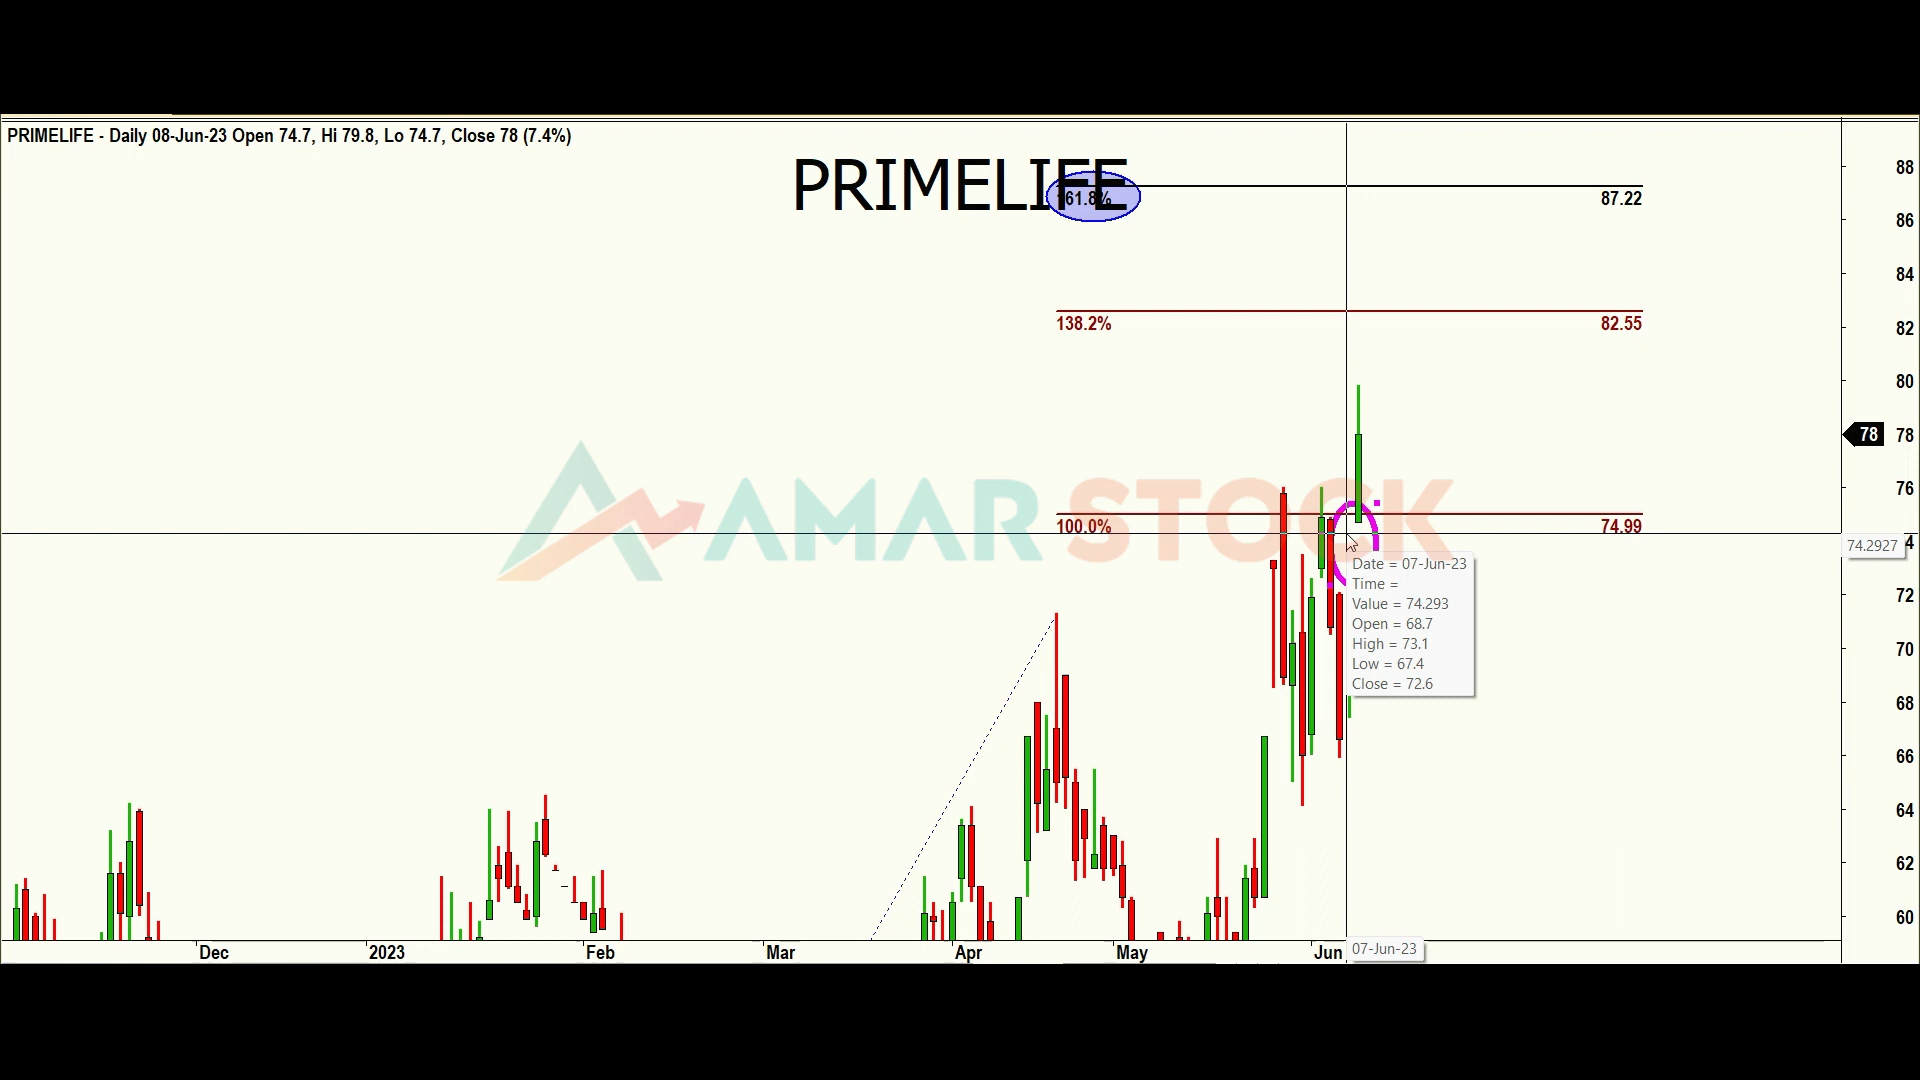 PRIMELIFE - Daily 08-Jun-23 Open 74.7, Hi 79.8, Lo 74.7, Close 78 (7.4%)
PRIMELIFE
161.8%
87.22
138.2%
82.55
100.0%
74.99
AMAR STOCK
88
86
84
82
80
78
78
76
74.2927
4
72
70
68
66
64
62
60
Date = 07-Jun-23
Time =
Value = 74.293
Open = 68.7
High = 73.1
Low = 67.4
Close = 72.6
Dec
2023
Feb
Mar
Apr
May
Jun
07-Jun-23